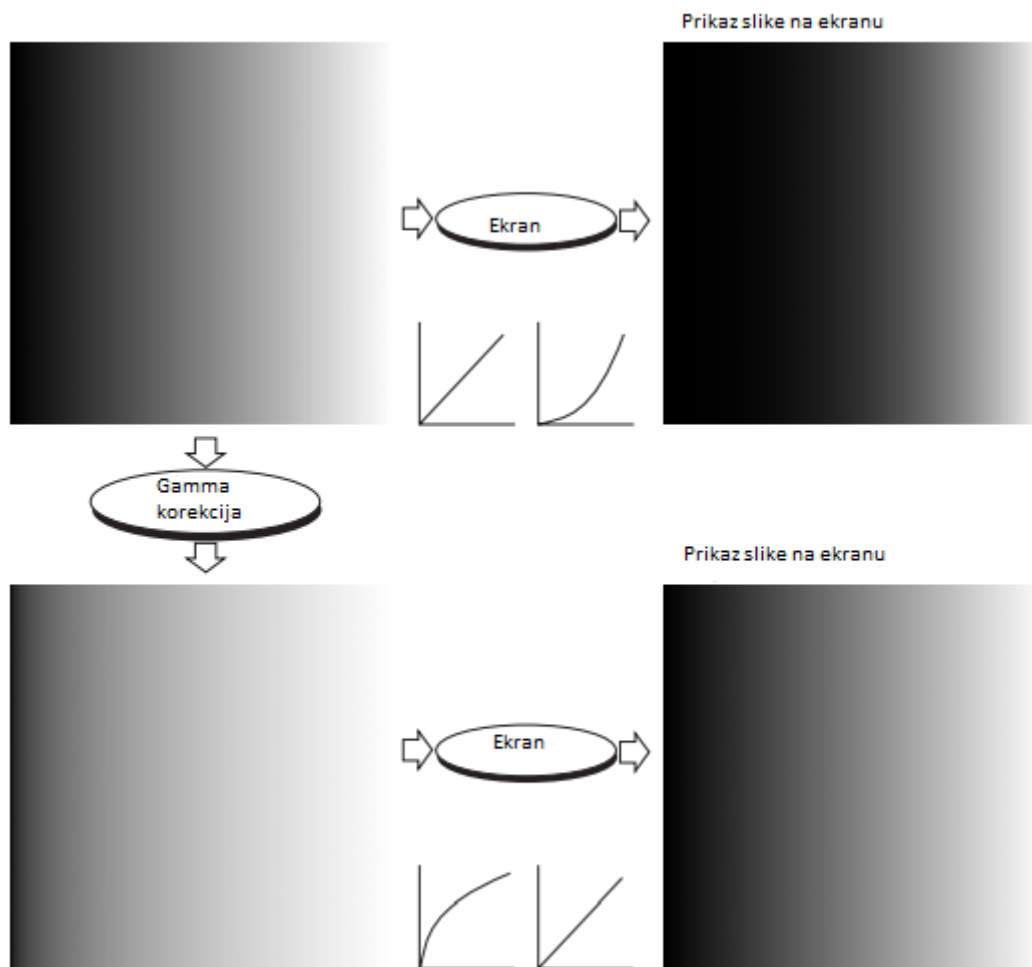 Prikaz slike na ekranu
Ekran
Gamma
korekcija
Prikaz slike na ekranu
Ekran